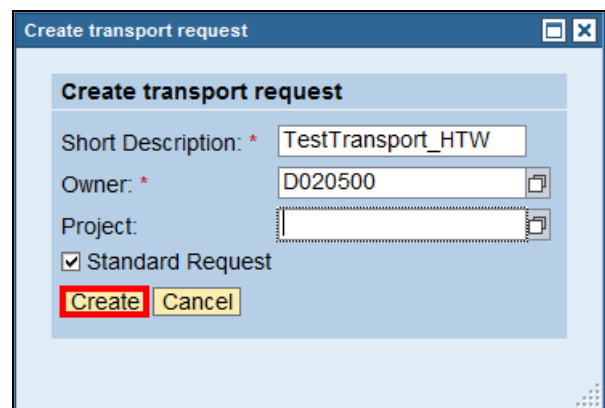 Create transport request
Create transport request
Short Description: * TestTransport_HTW
Owner: * D020500
Project:
Standard Request
Create Cancel